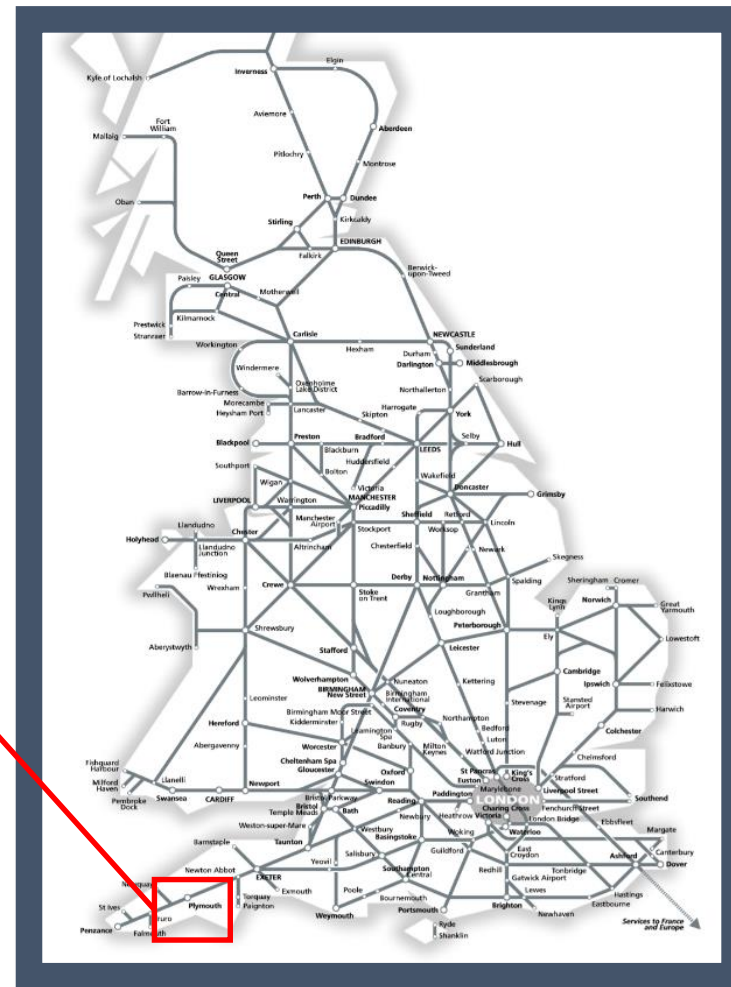 Elgin
Inverness
Kyle of Lochalsh
Aviemore
Fort
William
Aberdeen
Mallaig
Pitlochry
Montrose
Perth
Dundee
Oban
Stirling
Kirkcaldy
EDINBURGH
Queen
Street
Falkirk
Berwick-
upon-Tweed
Paisley
GLASGOW
Central
Motherwell
Kilmarnock
Prestwick
Stranraer
Carlisle
NEWCASTLE
Workington
Hexham
Sunderland
Durham
Darlington
Middlesbrough
Windermere
Scarborough
Oxenholme
Lake District
Barrow-in-Furness
Northallerton
Morecambe
Heysham Port
Lancaster
Harrogate
York
Skipton
Blackpool
Preston
Bradford
Selby
Hull
Blackburn
LEEDS
Southport
Huddersfield
Bolton
Wakefield
Wigan
Victoria
Doncaster
Grimsby
LIVERPOOL
Warrington
MANCHESTER
Piccadilly
Llandudno
Manchester
Airport
Sheffield
Retford
Holyhead
Chester
Stockport
Worksop
Lincoln
Llandudno
Junction
Altrincham
Chesterfield
Newark
Skegness
Blaenau Ffestiniog
Wrexham
Crewe
Stoke
on Trent
Derby
Nottingham
Grantham
Spalding
Sheringham
Cromer
Pwllheli
Kings
Lynn
Norwich
Great
Yarmouth
Loughborough
Shrewsbury
Peterborough
Ely
Lowestoft
Aberystwyth
Stafford
Leicester
Wolverhampton
Cambridge
BIRMINGHAM
New Street
Nuneaton
Kettering
Ipswich
Felixstowe
Leominster
Birmingham
International
Stevenage
Stansted
Airport
Birmingham Moor Street
Coventry
Harwich
Hereford
Kidderminster
Rugby
Northampton
Leamington
Spa
Bedford
Colchester
Abergavenny
Worcester
Banbury
Milton
Keynes
Luton
Watford Junction
Chelmsford
Fishguard
Harbour
Cheltenham Spa
Gloucester
Oxford
St Pancras
Euston
King's
Cross
Stratford
Milford
Haven
Llanelli
Newport
Swindon
Marylebone
Liverpool Street
Pembroke
Dock
Swansea
CARDIFF
Bristol Parkway
Reading
Paddington
LONDON
Southend
Bristol
Temple Meads
Bath
Newbury
Heathrow
Charing Cross
Victoria
Fenchurch Street
London Bridge
Ebbsfleet
Weston-super-Mare
Westbury
Basingstoke
Woking
Waterloo
Margate
Barnstaple
Taunton
Salisbury
Guildford
East
Croydon
Canterbury
Newton Abbot
Yeovil
Southampton
Central
Redhill
Tonbridge
Ashford
Dover
EXETER
Gatwick Airport
Newquay
Exmouth
Poole
Bournemouth
Lewes
Hastings
St Ives
Plymouth
Torquay
Paignton
Weymouth
Portsmouth
Brighton
Newhaven
Eastbourne
Truro
Penzance
Falmouth
Ryde
Shanklin
Services to France
and Europe